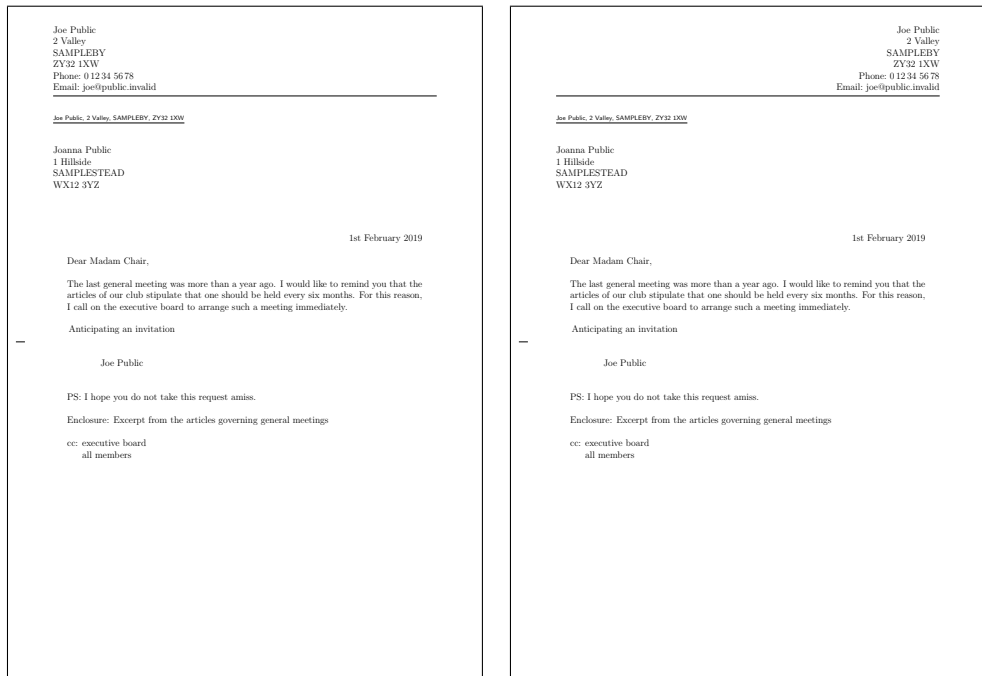 Joe Public
2 Valley
SAMPLEBY
ZY32 1XW
Phone: 0 12 34 56 78
Email: joe@public.invalid
Joe Public, 2 Valley, SAMPLEBY, ZY32 1XW
Joanna Public
1 Hillside
SAMPLESTEAD
WX12 3YZ
1st February 2019
Dear Madam Chair,
The last general meeting was more than a year ago. I would like to remind you that the
articles of our club stipulate that one should be held every six months. For this reason,
I call on the executive board to arrange such a meeting immediately.
Anticipating an invitation
Joe Public
PS: I hope you do not take this request amiss.
Enclosure: Excerpt from the articles governing general meetings
cc: executive board
all members
Joe Public
2 Valley
SAMPLEBY
ZY32 1XW
Phone: 0 12 34 56 78
Email: joe@public.invalid
Joe Public, 2 Valley, SAMPLEBY, ZY32 1XW
Joanna Public
1 Hillside
SAMPLESTEAD
WX12 3YZ
1st February 2019
Dear Madam Chair,
The last general meeting was more than a year ago. I would like to remind you that the
articles of our club stipulate that one should be held every six months. For this reason,
I call on the executive board to arrange such a meeting immediately.
Anticipating an invitation
Joe Public
PS: I hope you do not take this request amiss.
Enclosure: Excerpt from the articles governing general meetings
cc: executive board
all members